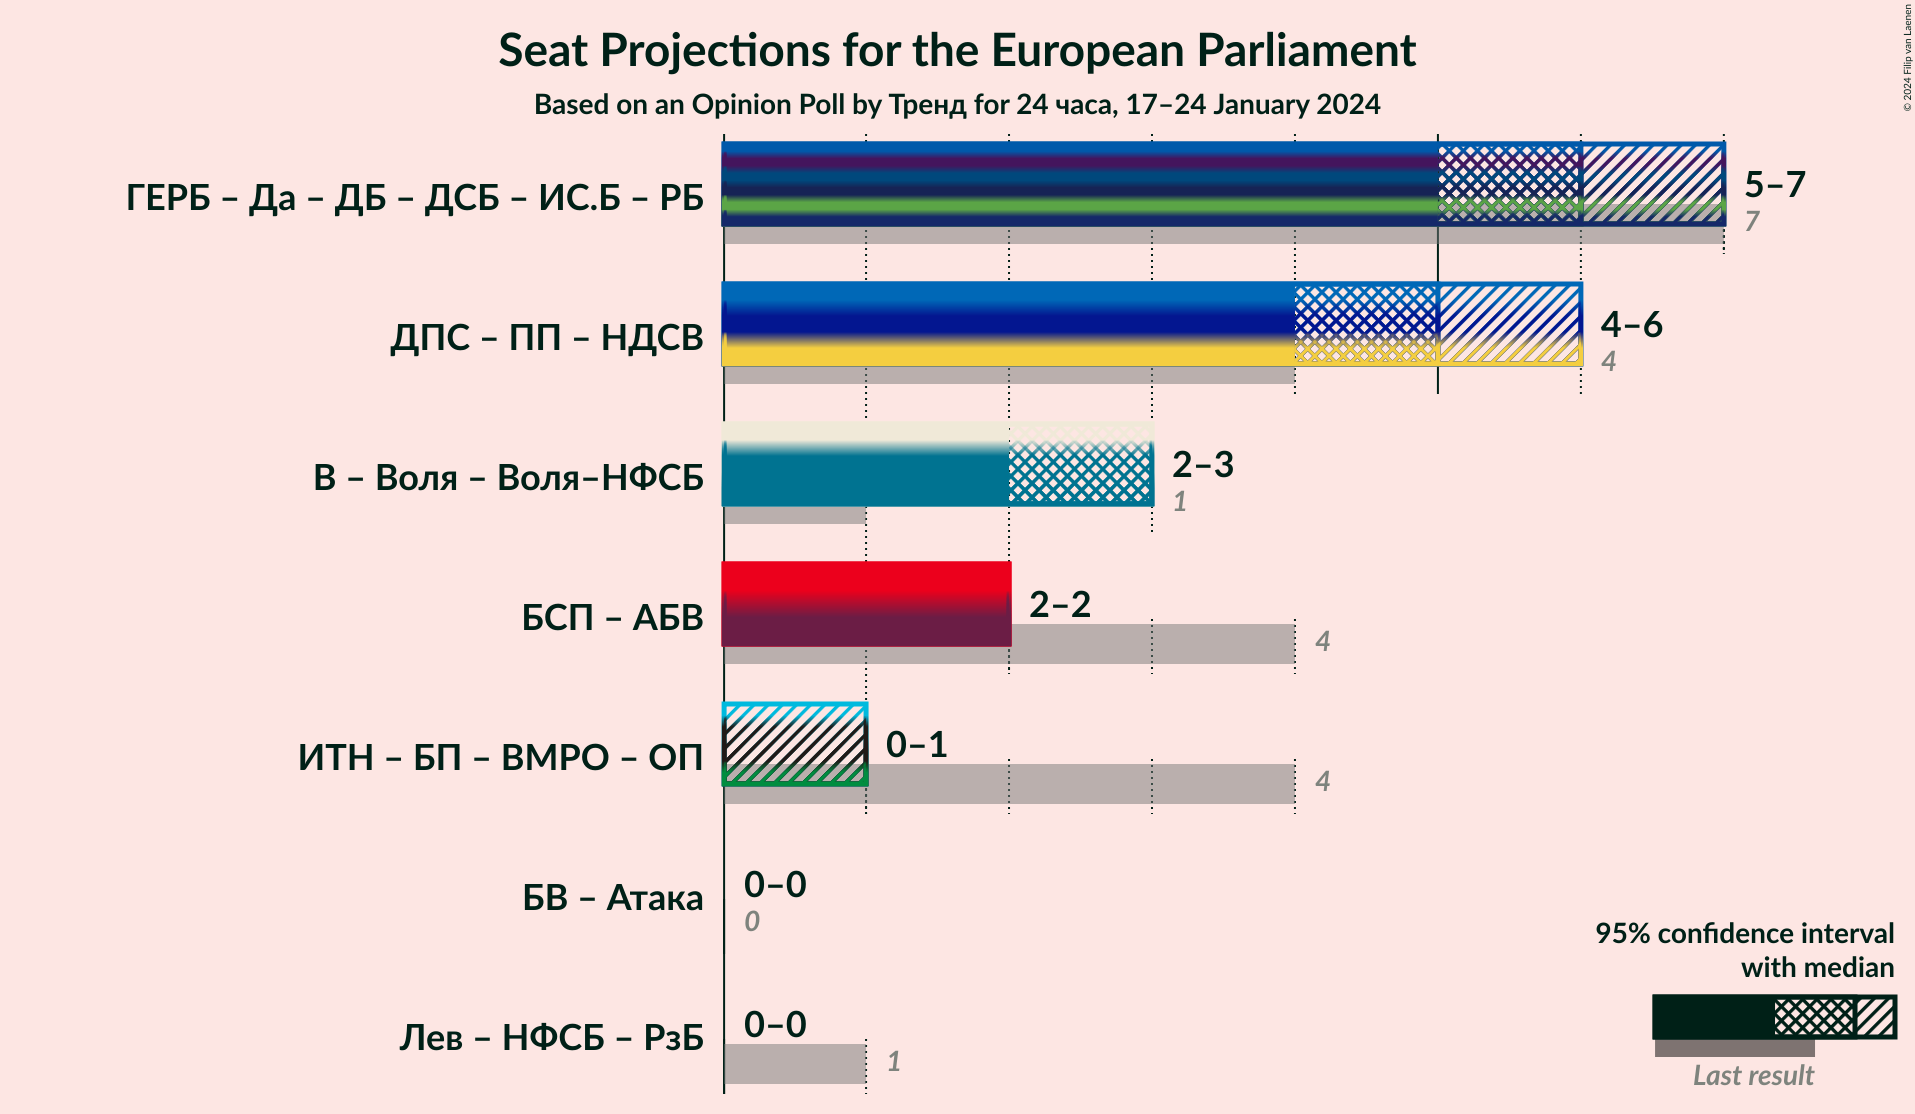 Seat Projections for the European Parliament
Based on an Opinion Poll by Тренд for 24 часа, 17–24 January 2024
© 2024 Filip van Laenen
ГЕРБ – Да – ДБ – ДСБ – ИС.Б – РБ
5–7
7
ДПС – ПП – НДСВ
4–6
4
В – Воля – Воля–НФСБ
2–3
1
БСП – АБВ
2–2
4
ИТН – БП – ВМРО – ОП
0–1
4
БВ – Атака
0–0
0
Лев – НФСБ – РзБ
0–0
1
95% confidence interval
with median
Last result